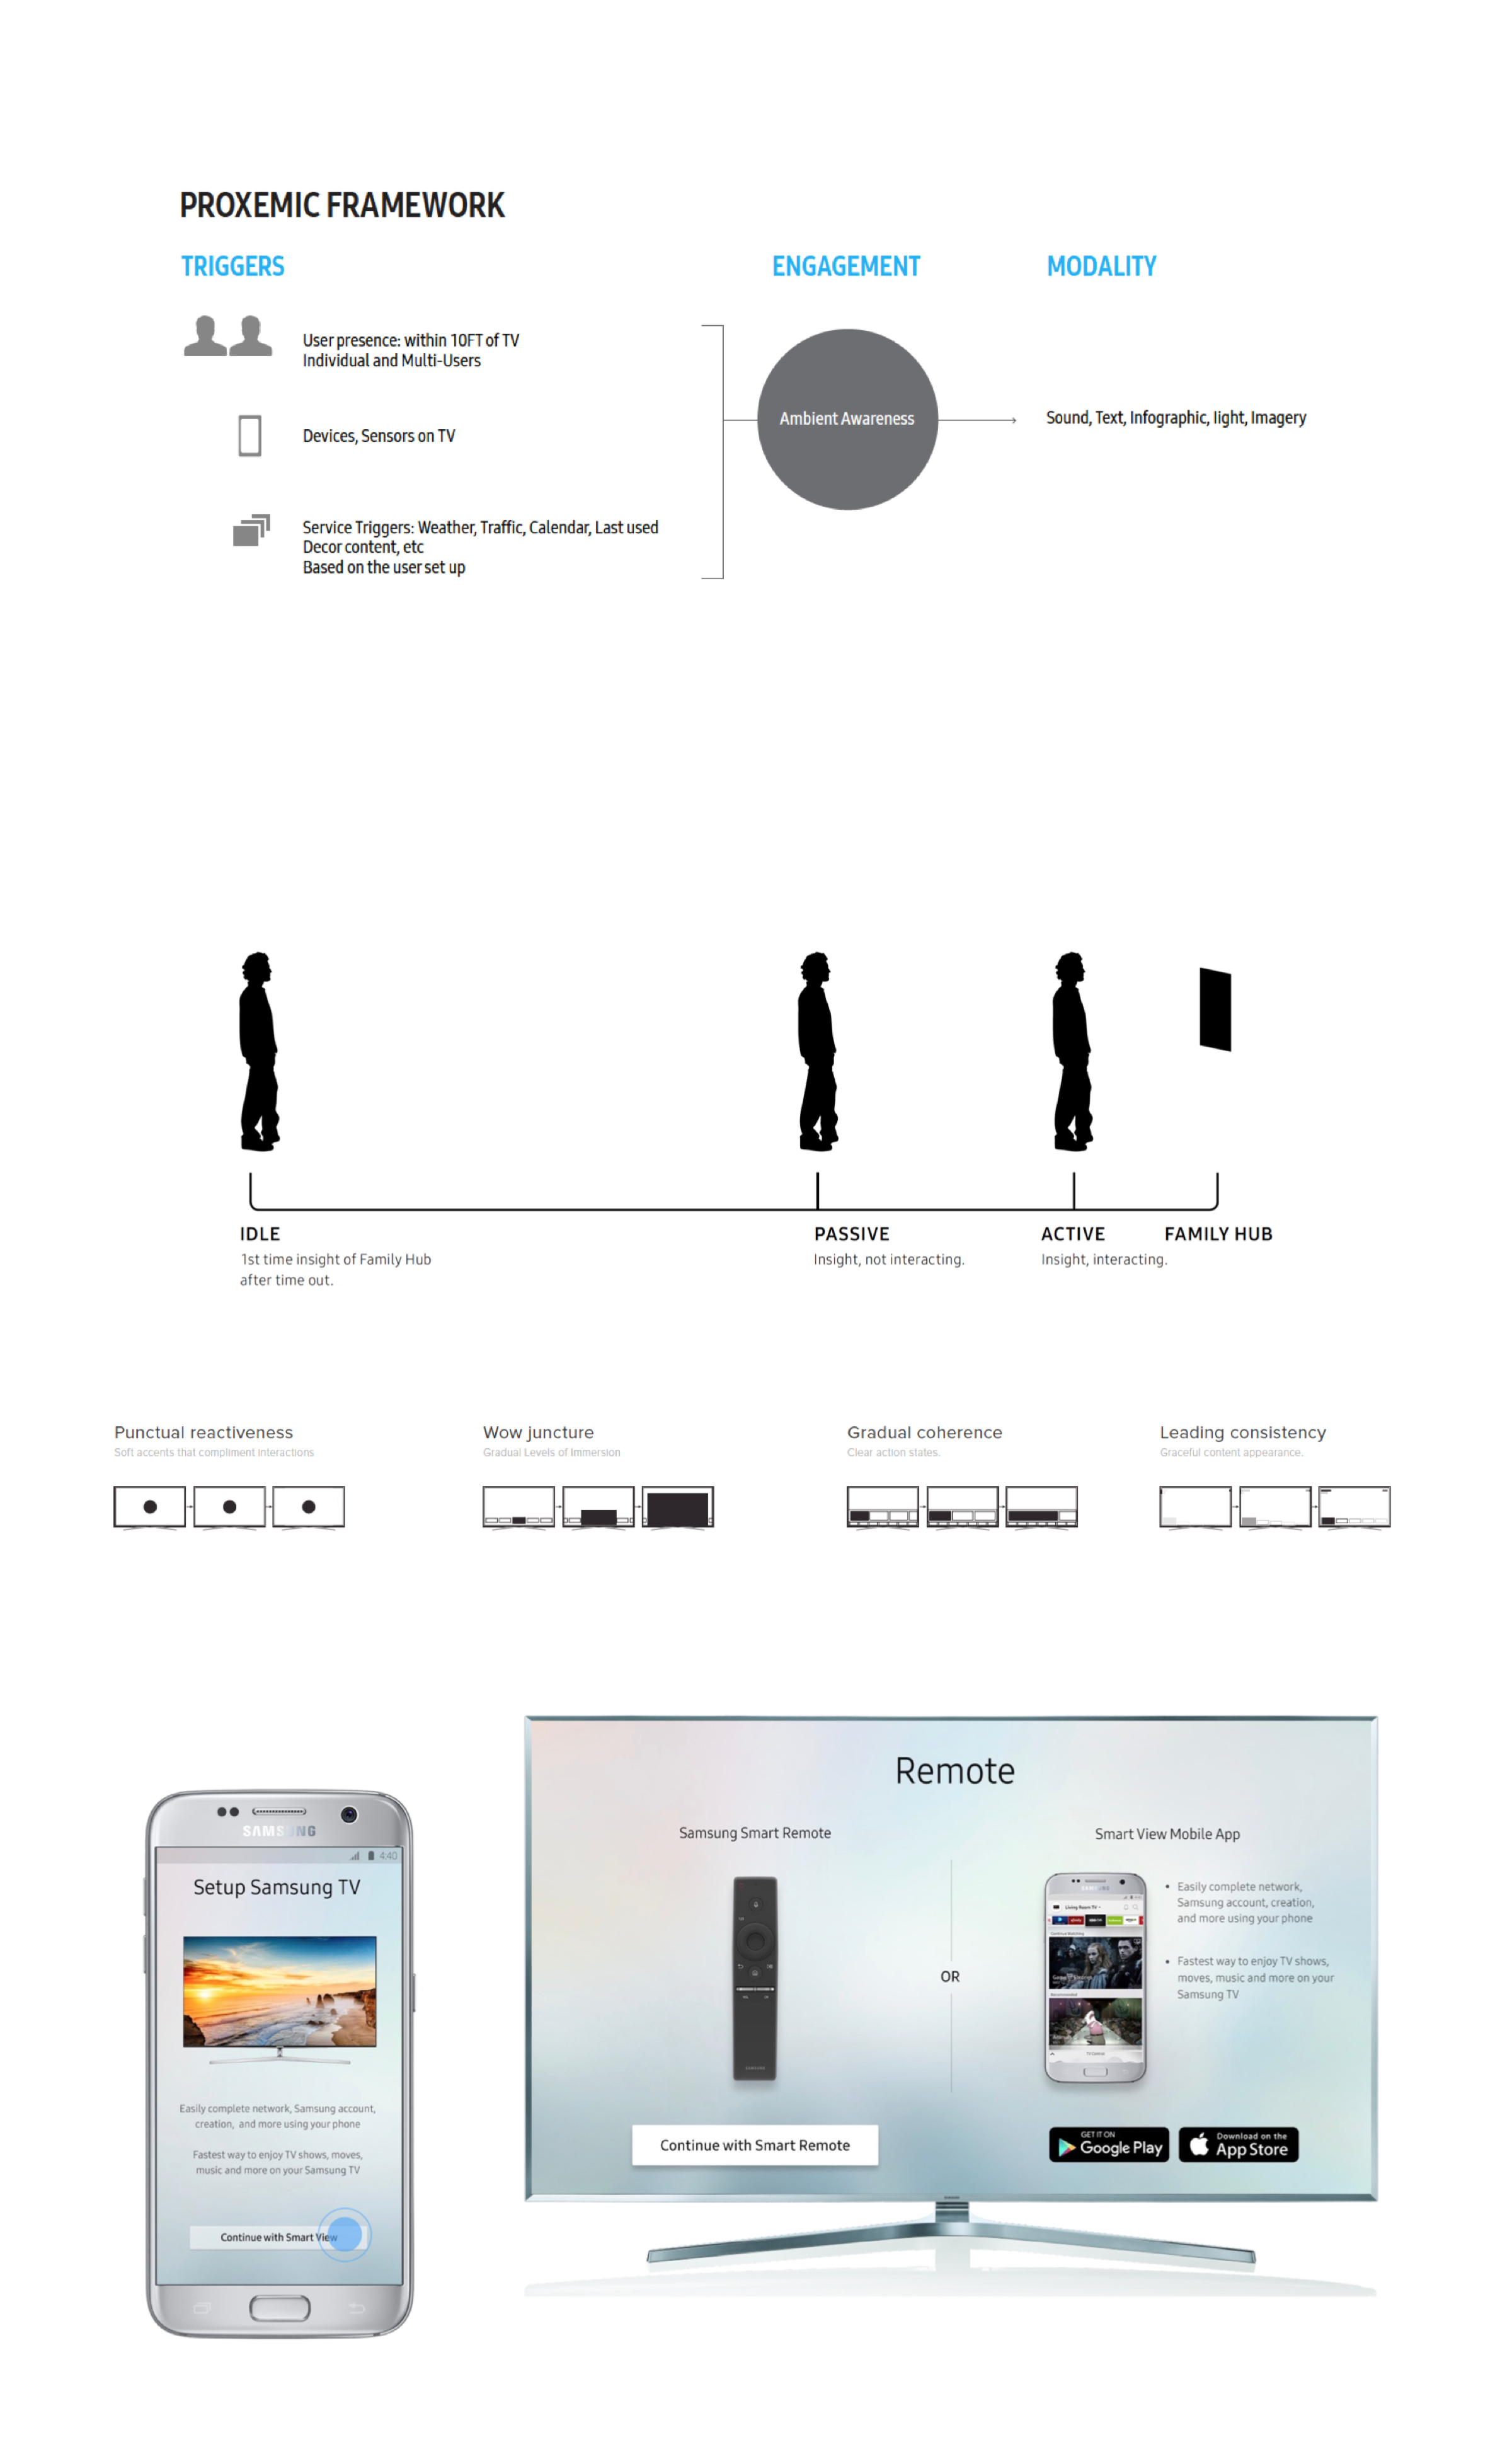 PROXEMIC FRAMEWORK
TRIGGERS
ENGAGEMENT
MODALITY
User presence: within 10FT of TV
Individual and Multi-Users
Devices, Sensors on TV
Service Triggers: Weather, Traffic, Calendar, Last used
Decor content, etc
Based on the user set up
Ambient Awareness
Sound, Text, Infographic, light, Imagery
IDLE
1st time insight of Family Hub
after time out.
PASSIVE
Insight, not interacting.
ACTIVE
Insight, interacting.
FAMILY HUB
Punctual reactiveness
Soft accents that compliment interactions
Wow juncture
Gradual Levels of Immersion
Gradual coherence
Clear action states.
Leading consistency
Graceful content appearance.
SAMSUNG
4:40
Setup Samsung TV
Easily complete network, Samsung account,
creation, and more using your phone
Fastest way to enjoy TV shows, moves,
music and more on your Samsung TV
Continue with Smart View
Remote
Samsung Smart Remote
OR
Continue with Smart Remote
Smart View Mobile App
Living Room TV
• Easily complete network,
Samsung account, creation,
and more using your phone
• Fastest way to enjoy TV shows,
moves, music and more on your
Samsung TV
GET IT ON
Google Play
Download on the
App Store